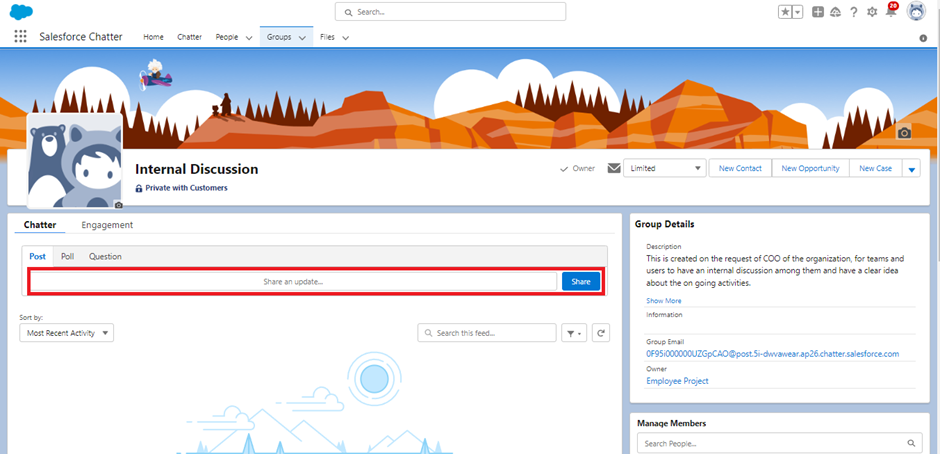 Search...
20
Salesforce Chatter
Home
Chatter
People
Groups
Files
Internal Discussion
Private with Customers
Owner
Limited
New Contact
New Opportunity
New Case
Chatter
Engagement
Post
Poll
Question
Share an update...
Share
Sort by:
Most Recent Activity
Search this feed...
Group Details
Description
This is created on the request of COO of the organization, for teams and
users to have an internal discussion among them and have a clear idea
about the on going activities.
Show More
Information
Group Email
0F95i000000UZGpCAO@post.5i-dwvawear.ap26.chatter.salesforce.com
Owner
Employee Project
Manage Members
Search People...